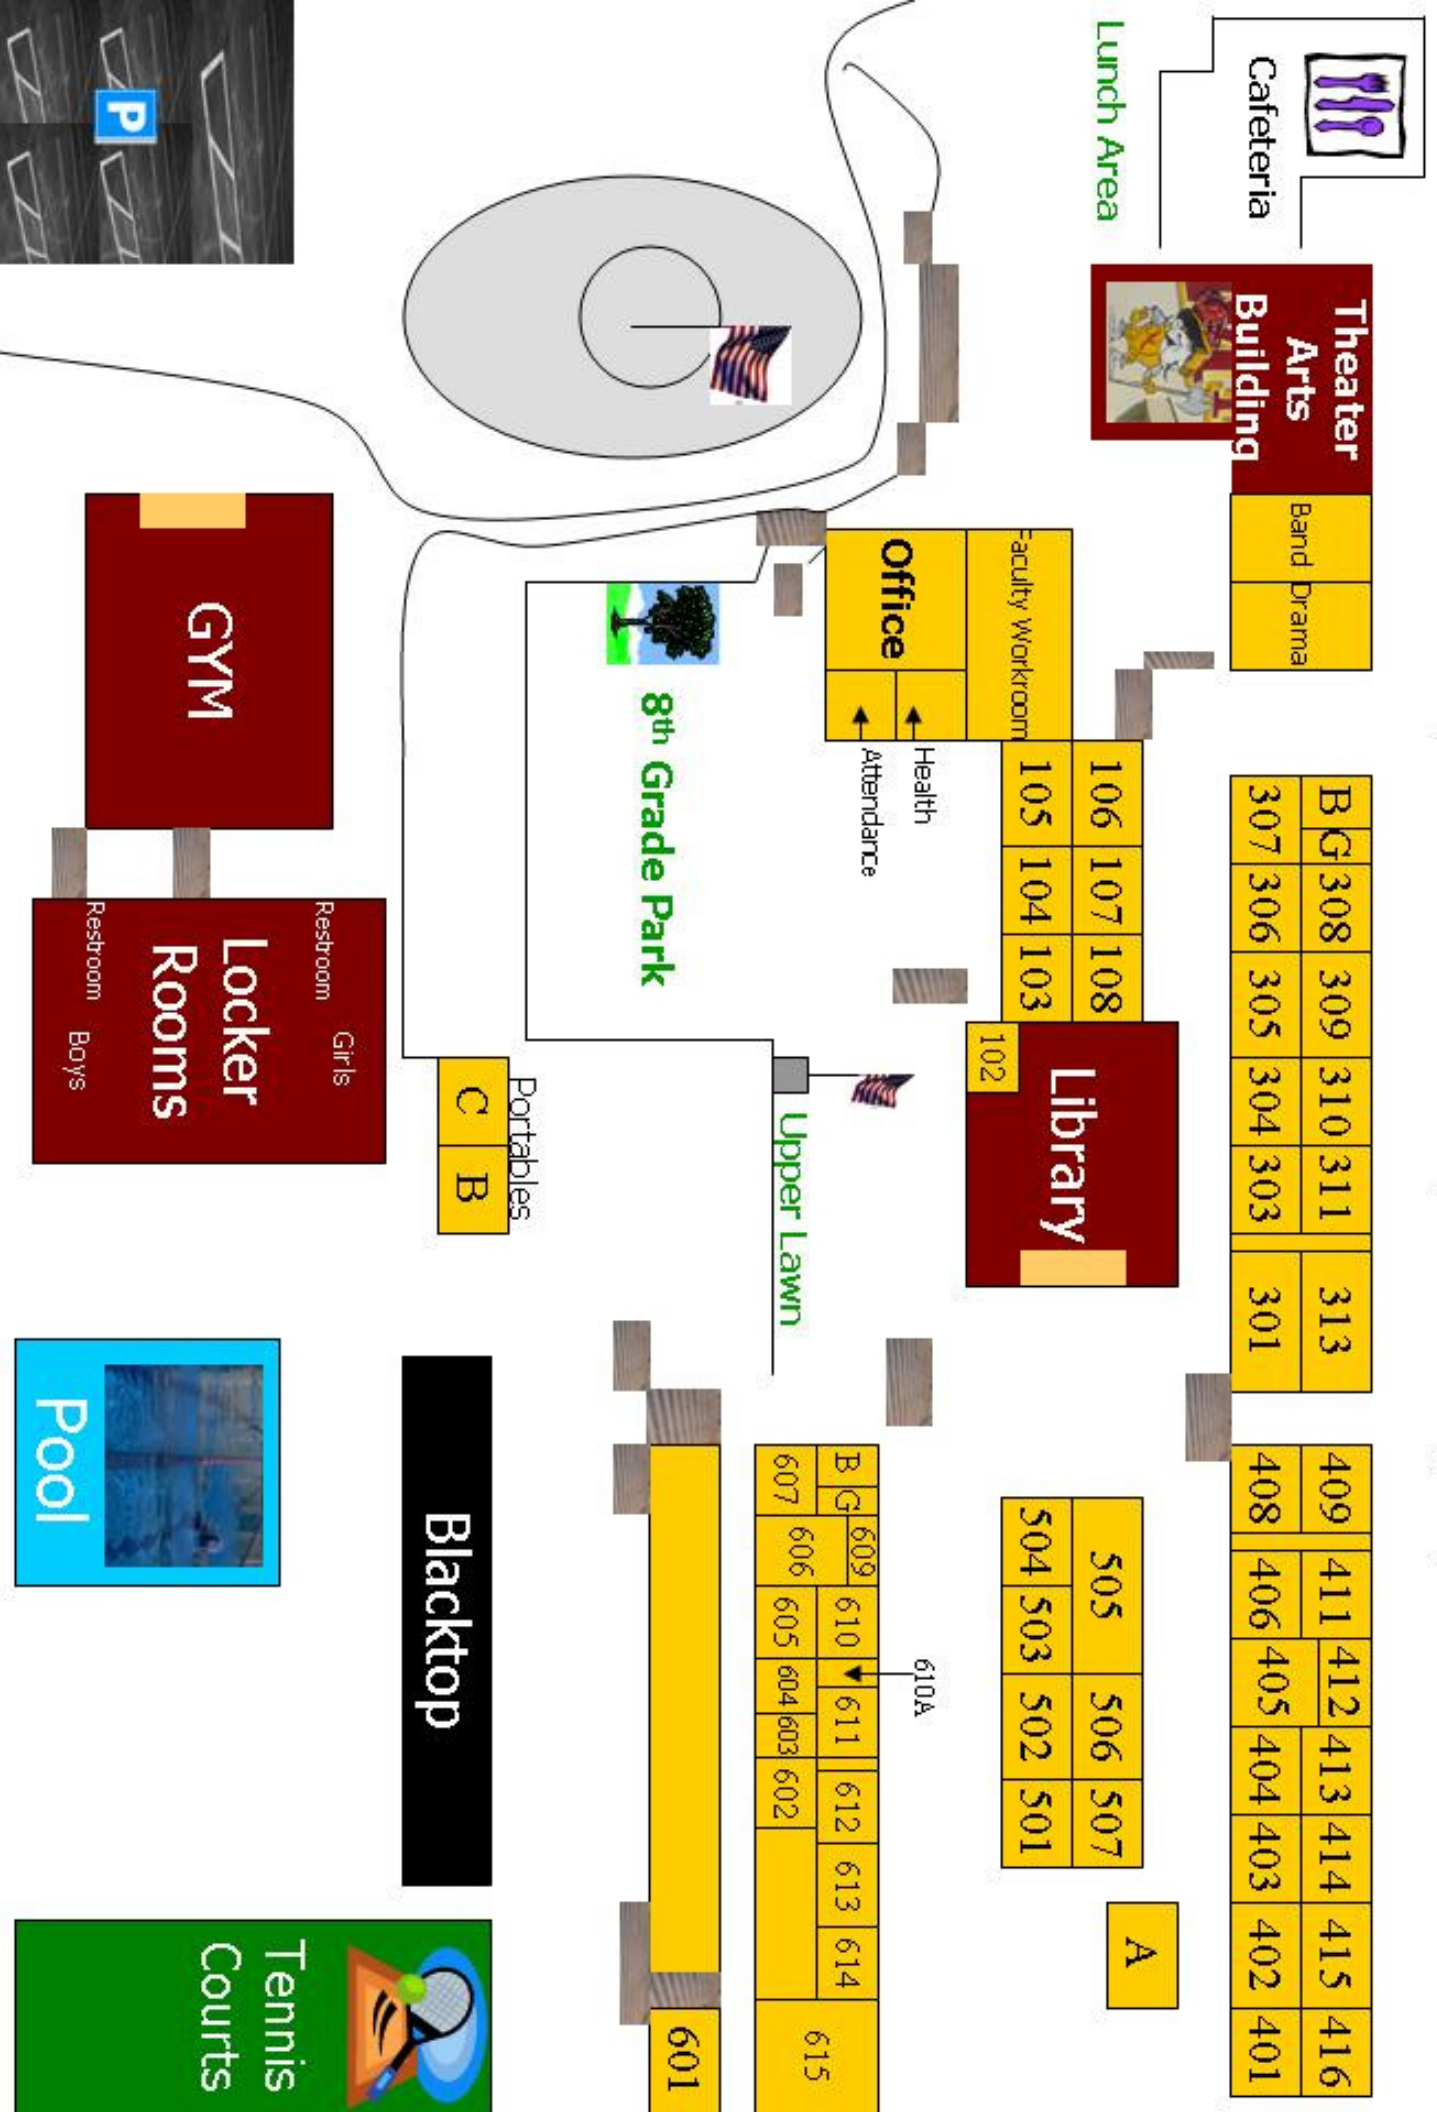 Cafeteria
Lunch Area
Theater
Arts
Building
Band
Drama
B
G
308
309
310
311
313
307
306
305
304
303
301
409
411
412
413
414
415
416
408
406
405
404
403
402
401
Faculty Workroom
Office
Health
Attendance
106
107
108
105
104
103
102
Library
505
506
507
504
503
502
501
A
610A
B
G
609
610
611
612
613
614
615
607
606
605
604
603
602
601
P
8th Grade Park
Upper Lawn
Portables
C
B
Blacktop
GYM
Girls
Restroom
Locker
Rooms
Restroom
Boys
Pool
Tennis
Courts